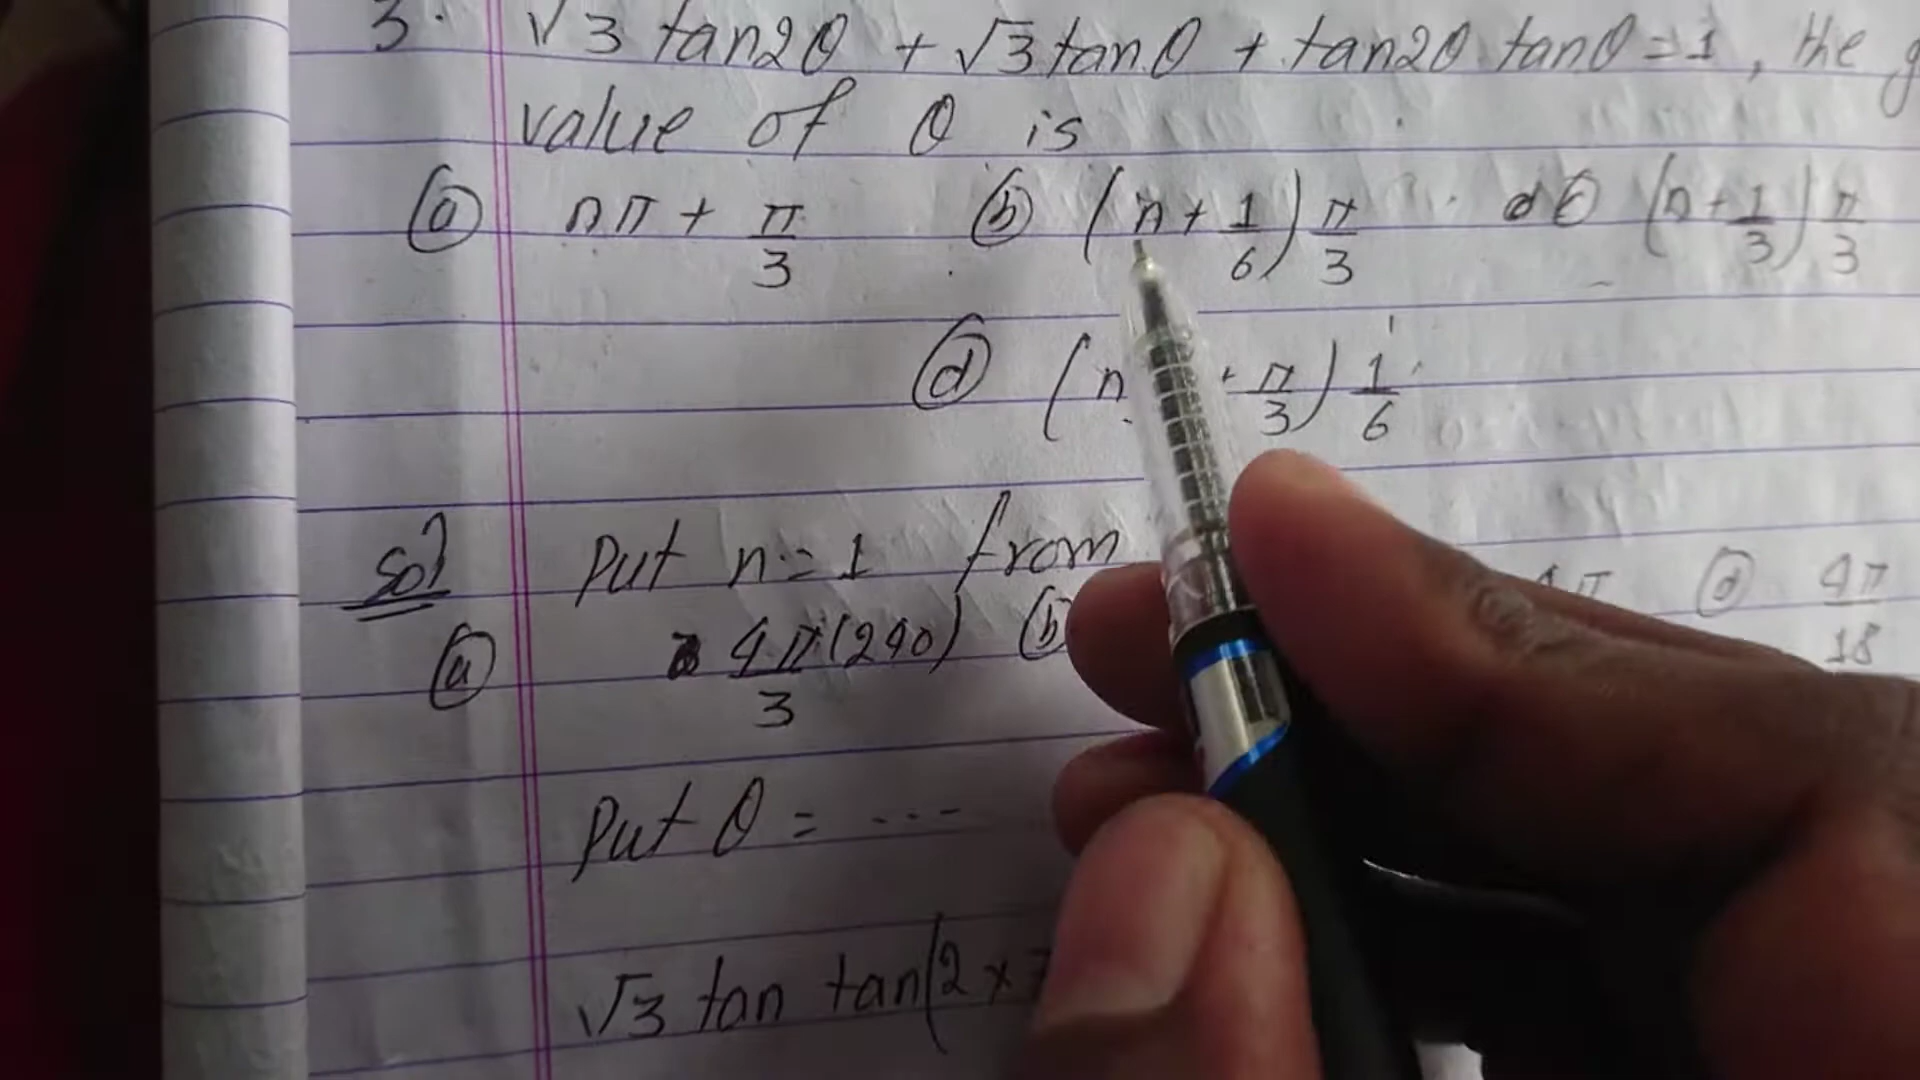 3. √3 tan2θ + √3 tanθ + tan2θ tanθ = 1, the
value of θ is
(a) nπ + π/3 (b) (n + 1/6) π/3 (c) (n + 1/3) π/3
(d) (n + π/3) 1/6
Sol Put n = 1 from
(a) 4π/3 (240) (b) (d) 4π/18
Put θ = ---
√3 tan tan(2 ×